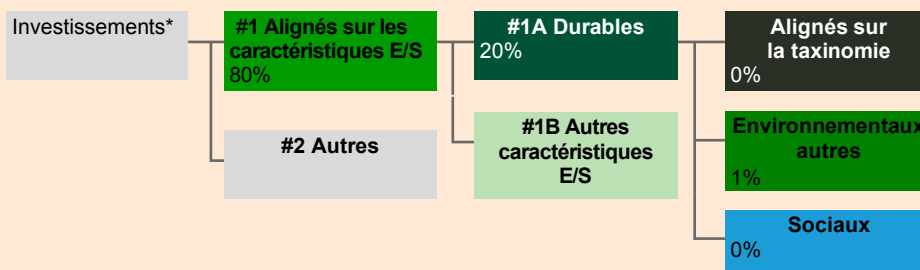 Investissements*
#1 Alignés sur les
caractéristiques E/S
80%
#2 Autres
#1A Durables
20%
#1B Autres
caractéristiques
E/S
Alignés sur
la taxinomie
0%
Environnementaux
autres
1%
Sociaux
0%